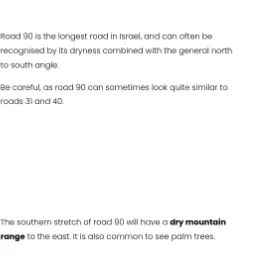 Road 90 is the longest road in Israel, and can often be
recognised by its dryness combined with the general north
to south angle.
Be careful, as road 90 can sometimes look quite similar to
roads 31 and 40.
The southern stretch of road 90 will have a dry mountain
range to the east. It is also common to see palm trees.